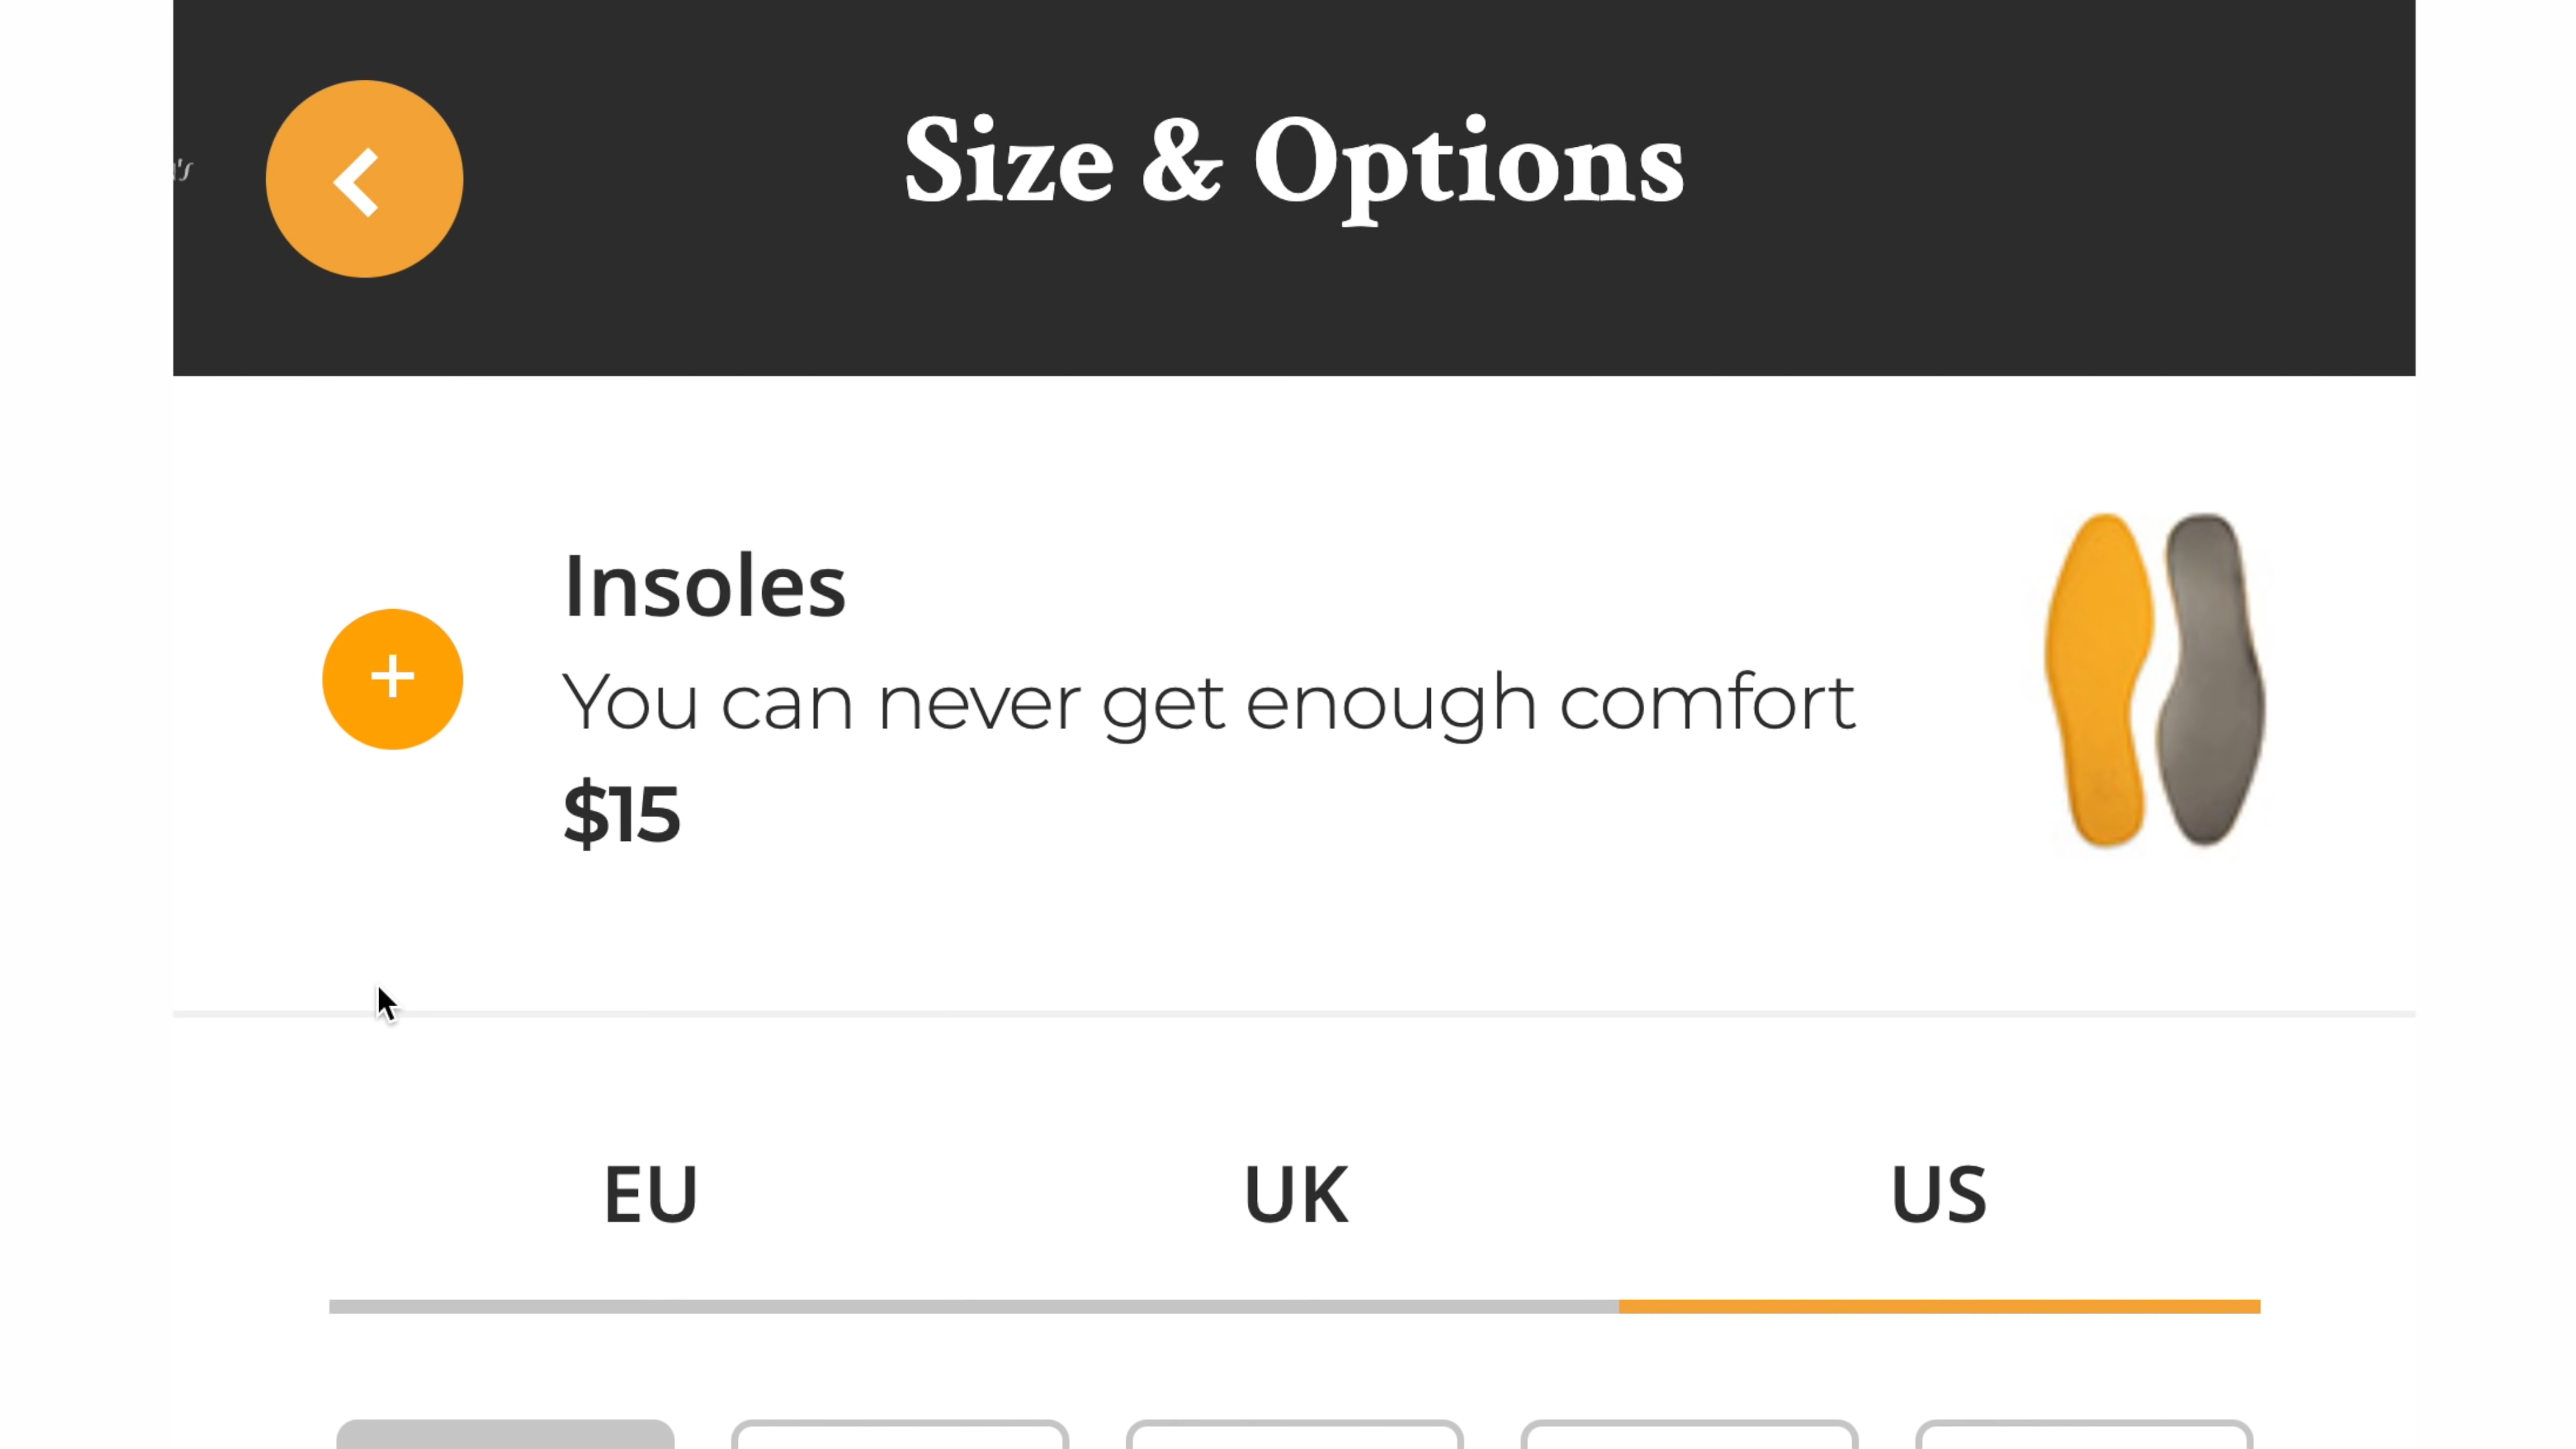 Size & Options
Insoles
You can never get enough comfort
$15
EU
UK
US